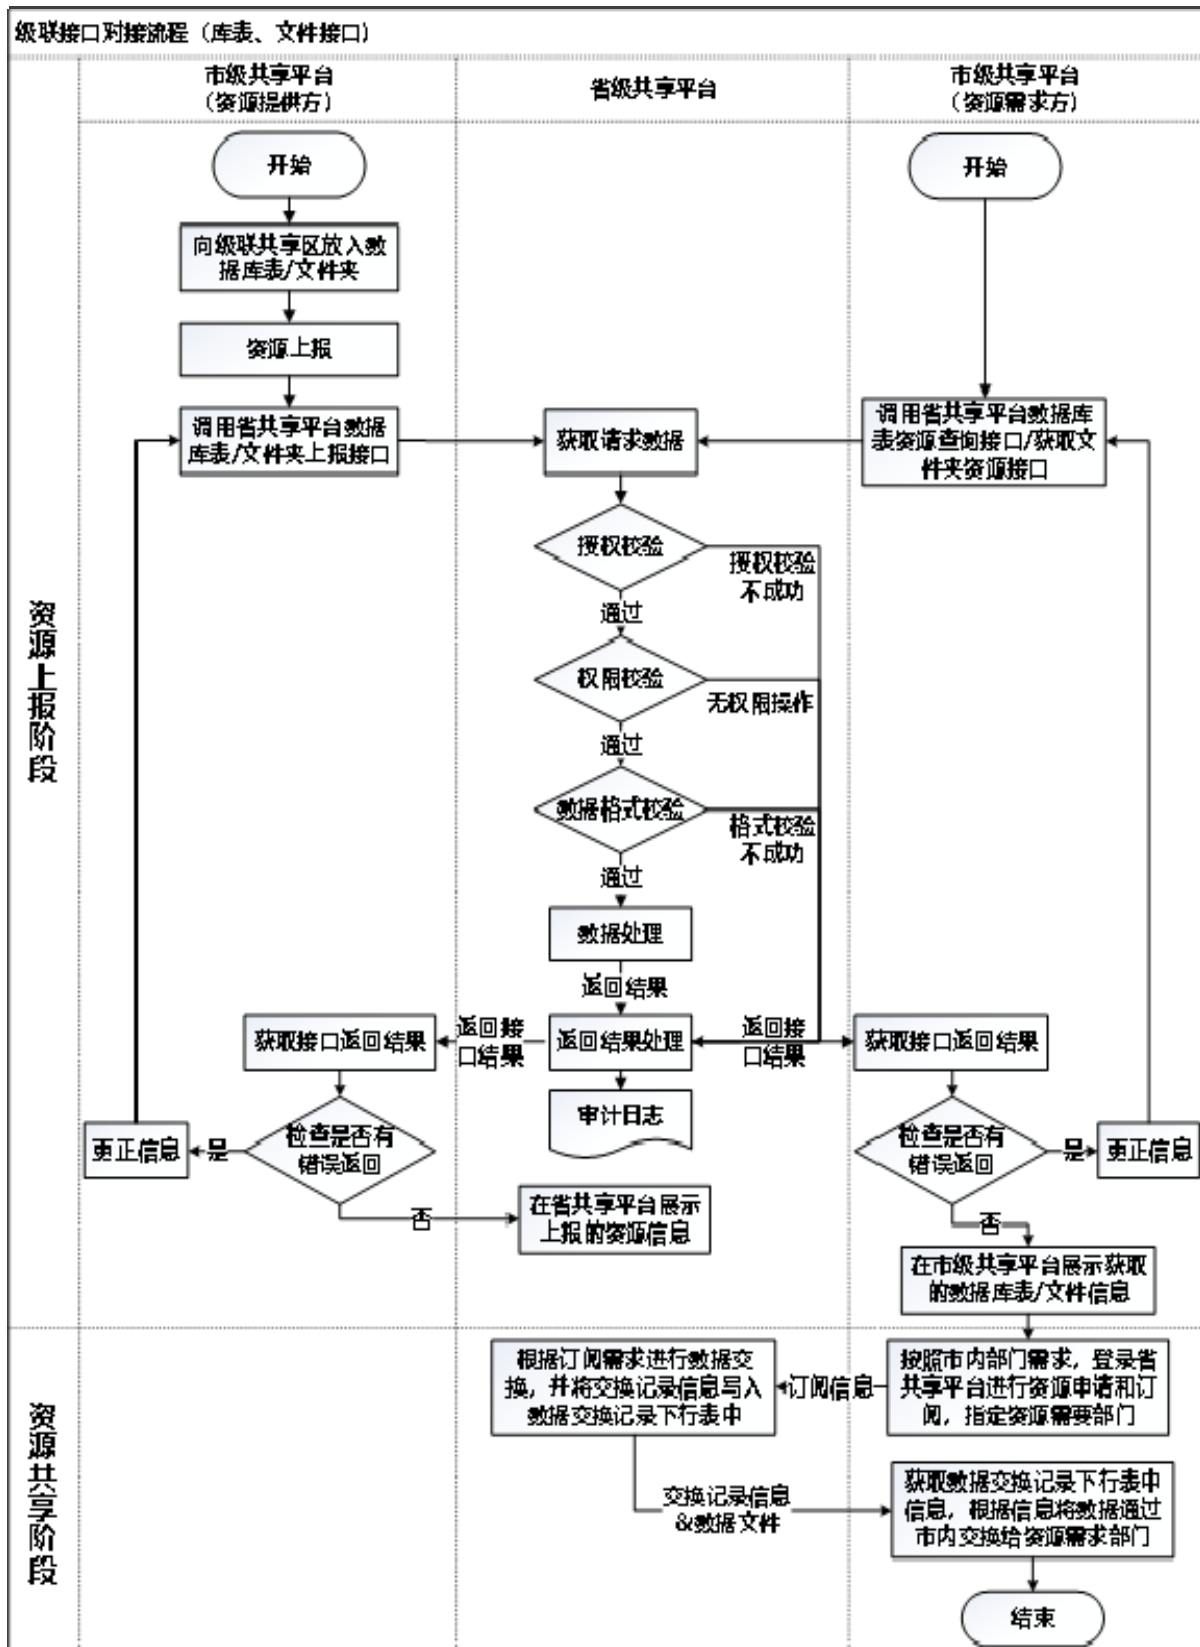 级联接口对接流程（库表、文件接口）
市级共享平台
（资源提供方）
省级共享平台
市级共享平台
（资源需求方）
资源上报阶段
开始
开始
向级联共享区放入数
据库表/文件夹
资源上报
调用省共享平台数据
库表/文件夹上报接口
获取请求数据
调用省共享平台数据库
表资源查询接口/获取文
件夹资源接口
授权校验
授权校验
不成功
通过
权限校验
无权限操作
通过
数据格式校验
格式校验
不成功
通过
数据处理
返回结果
获取接口返回结果
返回接
口结果
返回结果处理
返回接
口结果
获取接口返回结果
审计日志
更正信息
是
检查是否有
错误返回
检查是否有
错误返回
是
更正信息
否
在省共享平台展示
上报的资源信息
否
在市级共享平台展示获取
的数据库表/文件信息
资源共享阶段
根据订阅需求进行数据交
换，并将交换记录信息写入
数据交换记录下行表中
订阅信息
按照市内部门需求，登录省
共享平台进行资源申请和订
阅，指定资源需要部门
交换记录信息
&数据文件
获取数据交换记录下行表中
信息，根据信息将数据通过
市内交换给资源需求部门
结束